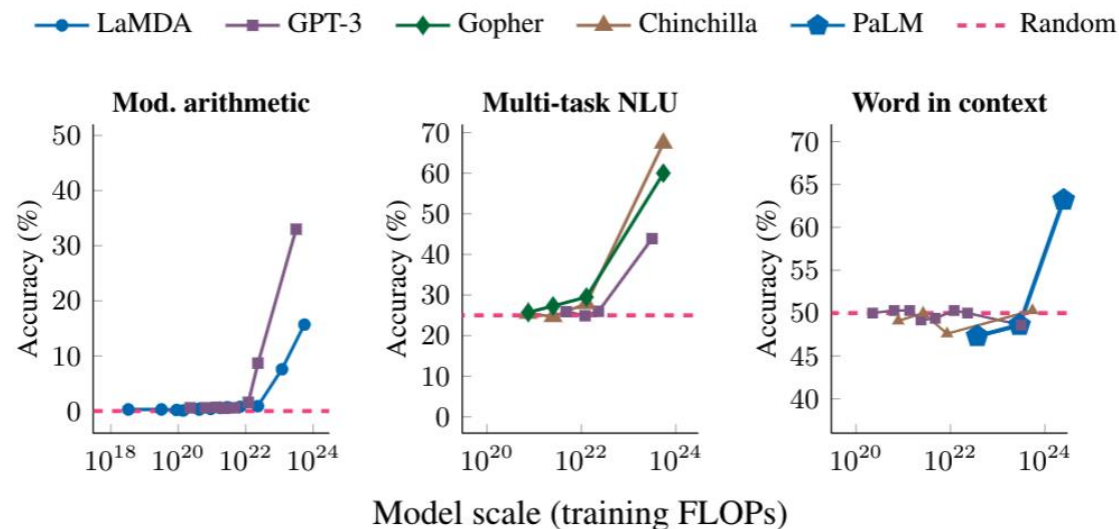 LaMDA GPT-3 Gopher Chinchilla PaLM Random
Mod. arithmetic
Accuracy (%)
50
40
30
20
10
0
10^18 10^20 10^22 10^24
Multi-task NLU
Accuracy (%)
70
60
50
40
30
20
10
0
10^20 10^22 10^24
Word in context
Accuracy (%)
70
65
60
55
50
45
40
10^20 10^22 10^24
Model scale (training FLOPs)